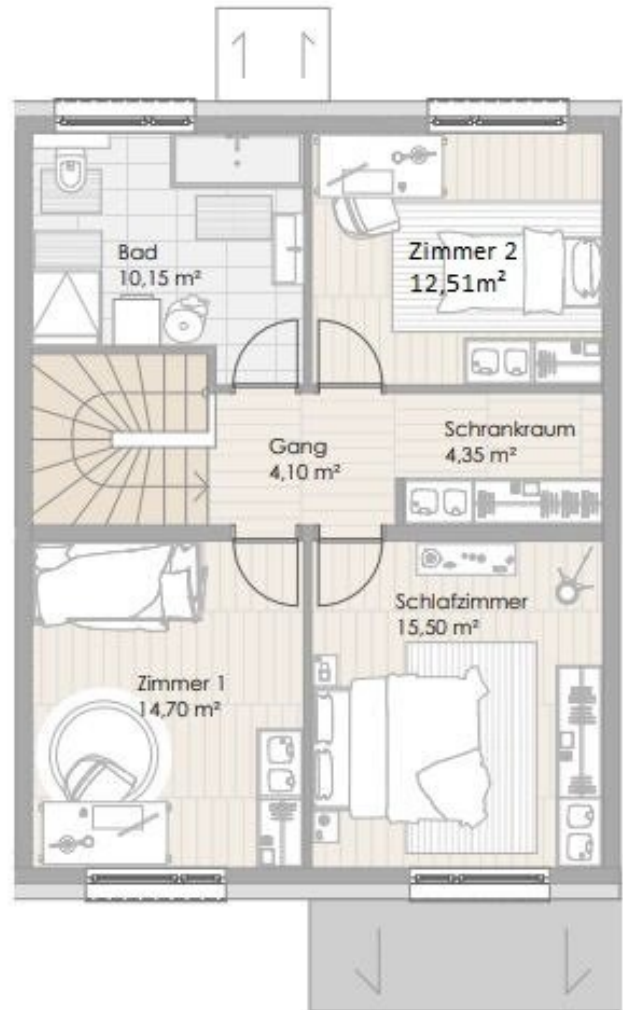 Bad
10,15 m²
Zimmer 2
12,51m²
Gang
4,10 m²
Schrankraum
4,35 m²
Schlafzimmer
15,50 m²
Zimmer 1
14,70 m²